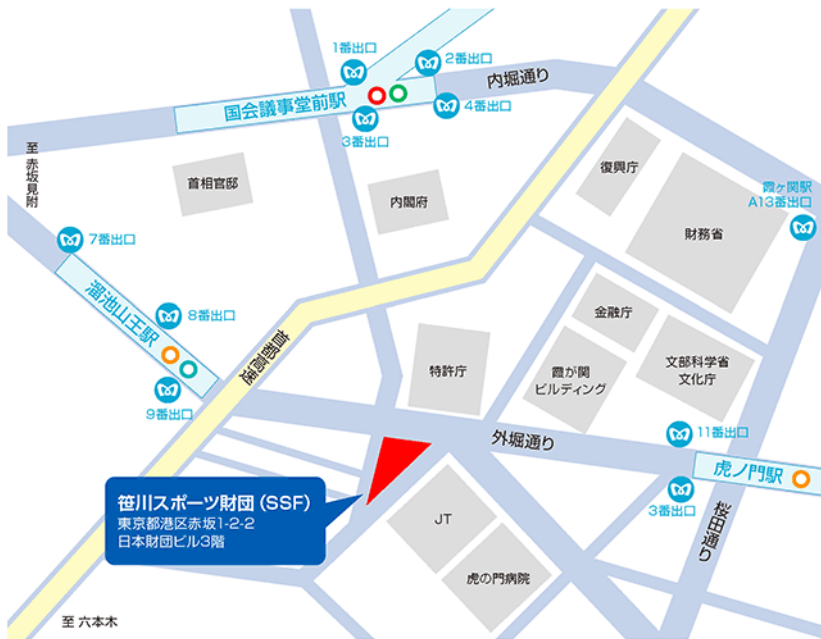 1番出口
2番出口
内堀通り
国会議事堂前駅
4番出口
3番出口
至 赤坂見附
首相官邸
内閣府
復興庁
霞ヶ関駅
A13番出口
財務省
7番出口
溜池山王駅
8番出口
金融庁
首都高速
特許庁
霞が関
ビルディング
文部科学省
文化庁
9番出口
外堀通り
11番出口
虎ノ門駅
3番出口
桜田通り
笹川スポーツ財団 (SSF)
東京都港区赤坂1-2-2
日本財団ビル3階
JT
虎の門病院
至 六本木